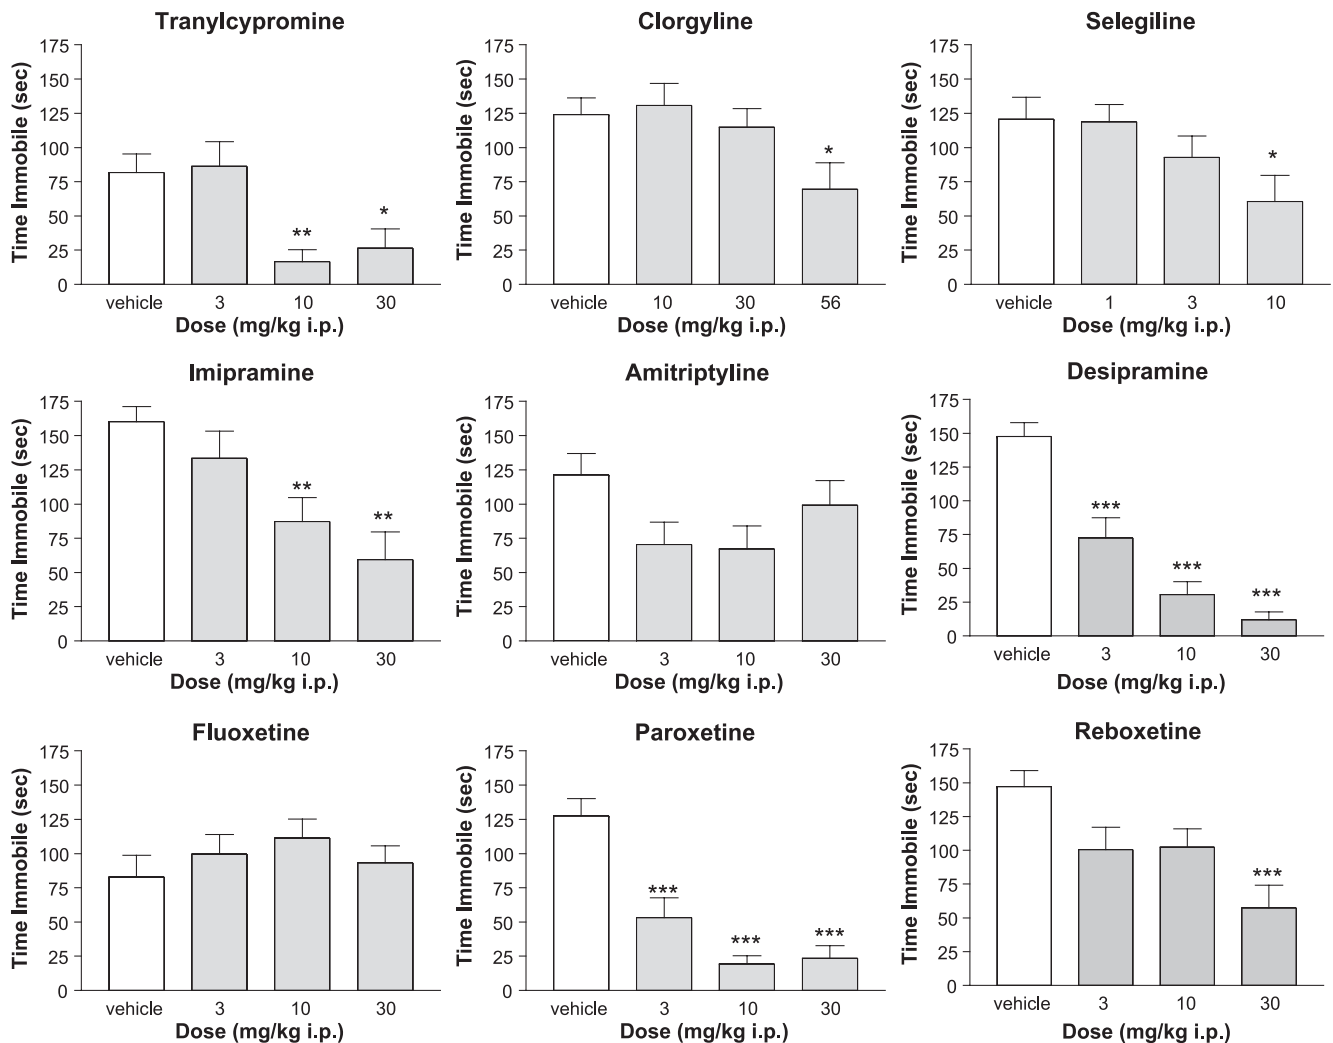 Tranylcypromine
Time Immobile (sec)
175
150
125
100
75
50
25
0
**
*
vehicle 3 10 30
Dose (mg/kg i.p.)
Clorgyline
Time Immobile (sec)
175
150
125
100
75
50
25
0
*
vehicle 10 30 56
Dose (mg/kg i.p.)
Selegiline
Time Immobile (sec)
175
150
125
100
75
50
25
0
*
vehicle 1 3 10
Dose (mg/kg i.p.)
Imipramine
Time Immobile (sec)
175
150
125
100
75
50
25
0
**
**
vehicle 3 10 30
Dose (mg/kg i.p.)
Amitriptyline
Time Immobile (sec)
175
150
125
100
75
50
25
0
vehicle 3 10 30
Dose (mg/kg i.p.)
Desipramine
Time Immobile (sec)
175
150
125
100
75
50
25
0
***
***
***
vehicle 3 10 30
Dose (mg/kg i.p.)
Fluoxetine
Time Immobile (sec)
175
150
125
100
75
50
25
0
vehicle 3 10 30
Dose (mg/kg i.p.)
Paroxetine
Time Immobile (sec)
175
150
125
100
75
50
25
0
***
***
***
vehicle 3 10 30
Dose (mg/kg i.p.)
Reboxetine
Time Immobile (sec)
175
150
125
100
75
50
25
0
***
vehicle 3 10 30
Dose (mg/kg i.p.)